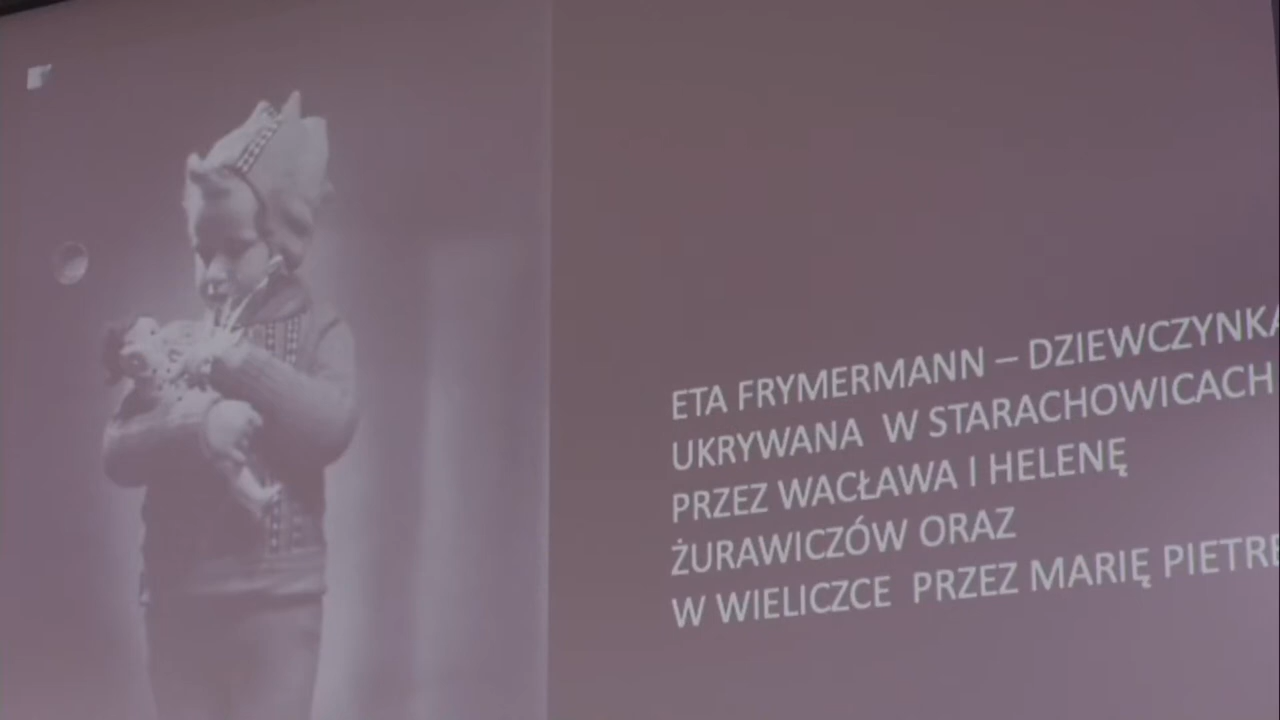 ETA FRYMERMANN – DZIEWCZYNKA
UKRYWANA W STARACHOWICACH
PRZEZ WACŁAWA I HELENĘ
ŻURAWICZÓW ORAZ
W WIELICZCE PRZEZ MARIĘ